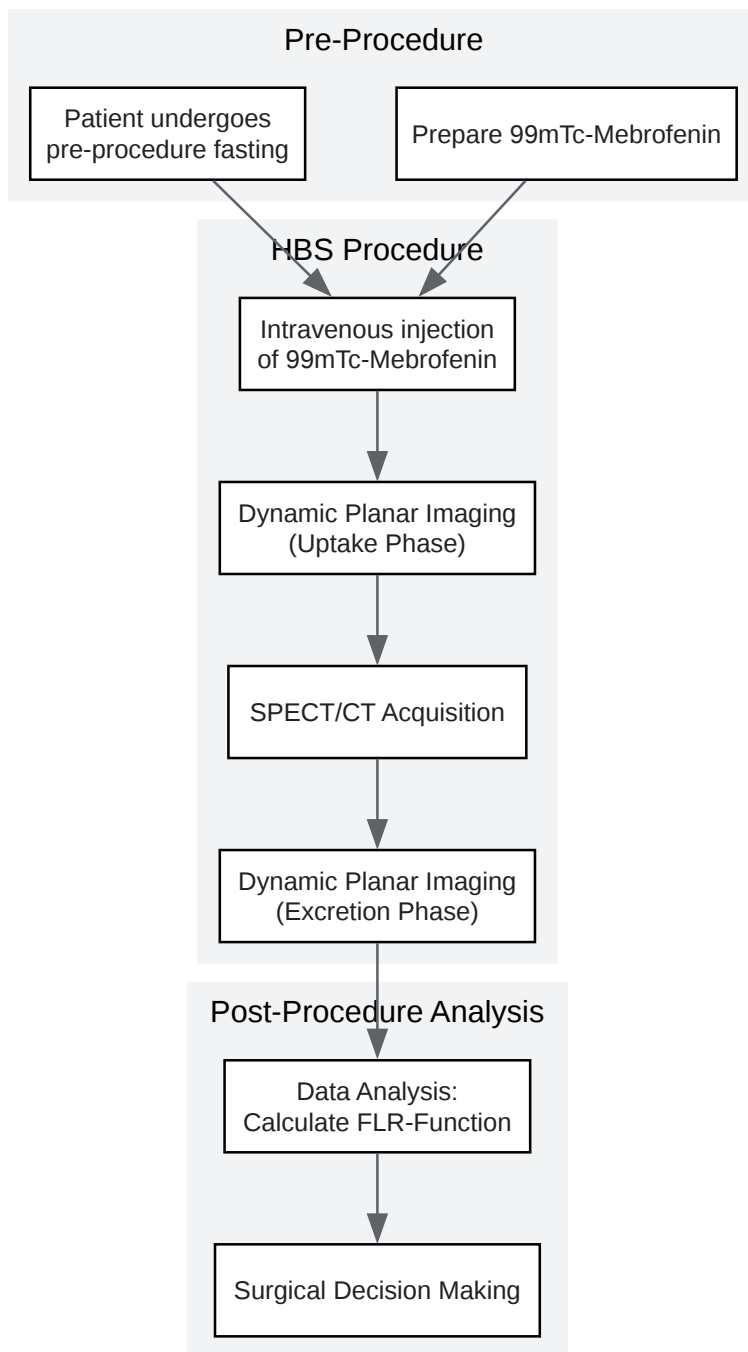 Pre-Procedure
Patient undergoes
pre-procedure fasting
Prepare 99mTc-Mebrofenin
HBS Procedure
Intravenous injection
of 99mTc-Mebrofenin
Dynamic Planar Imaging
(Uptake Phase)
SPECT/CT Acquisition
Dynamic Planar Imaging
(Excretion Phase)
Post-Procedure Analysis
Data Analysis:
Calculate FLR-Function
Surgical Decision Making